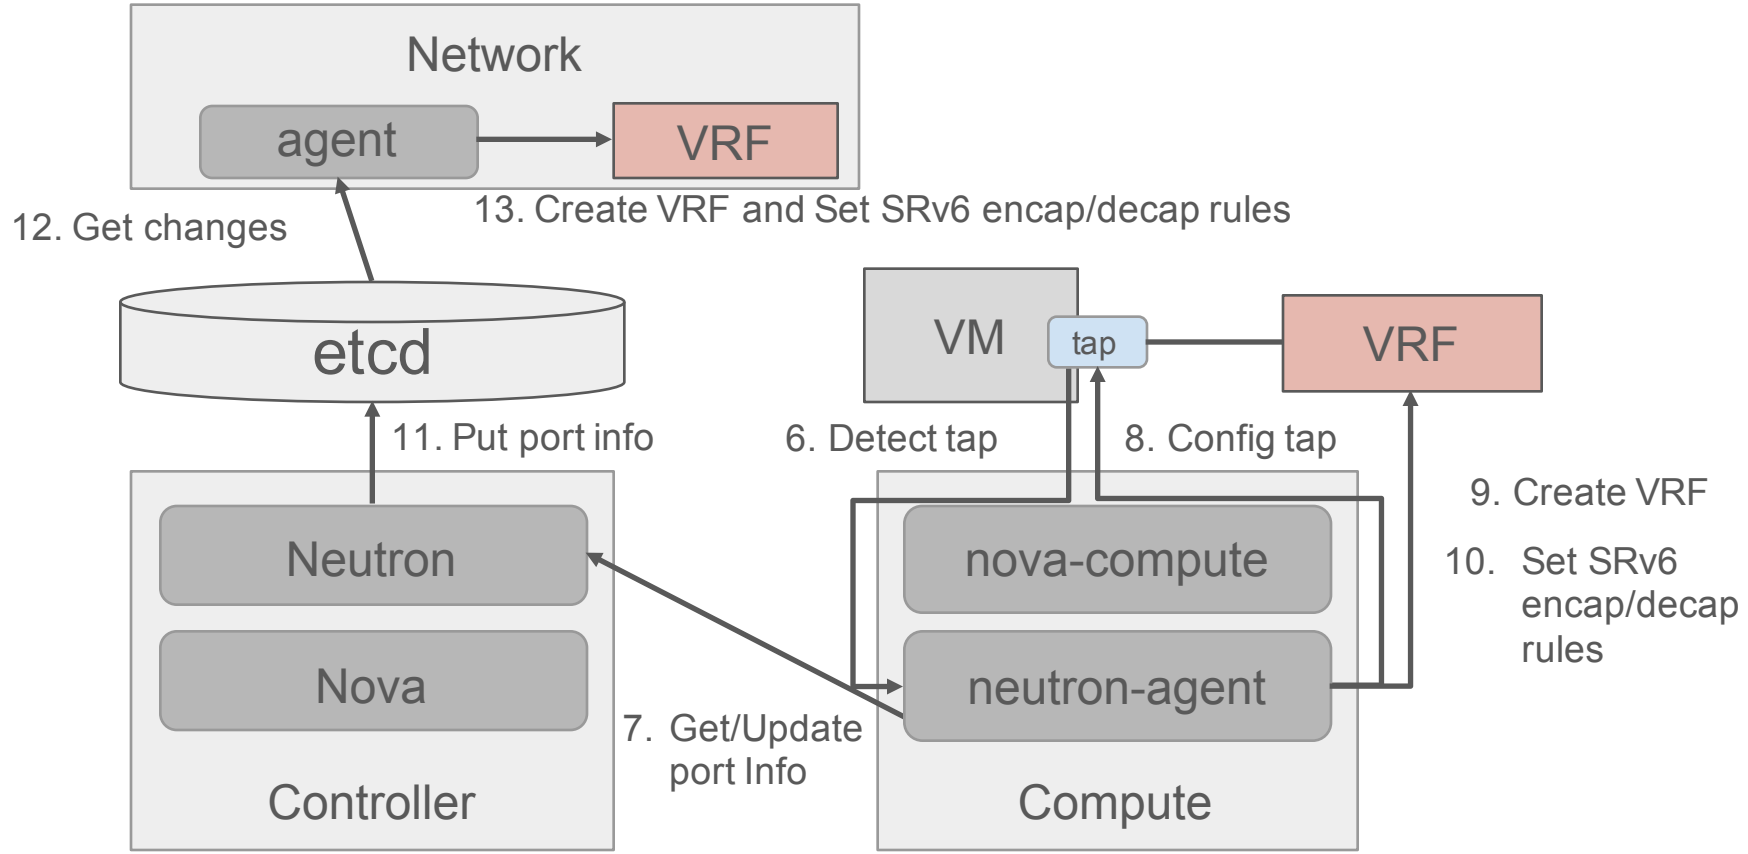 Network
agent
VRF
12. Get changes
13. Create VRF and Set SRv6 encap/decap rules
etcd
VM
tap
VRF
11. Put port info
6. Detect tap
8. Config tap
9. Create VRF
10. Set SRv6
encap/decap
rules
Neutron
nova-compute
Nova
neutron-agent
7. Get/Update
port Info
Controller
Compute